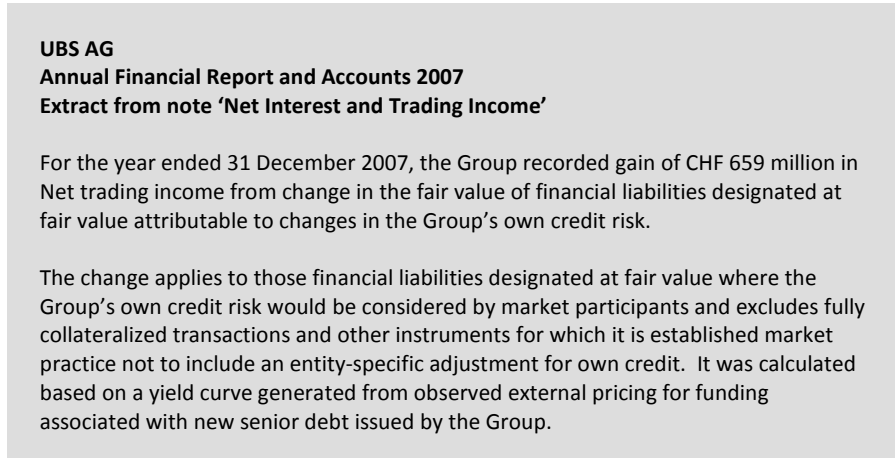 UBS AG
Annual Financial Report and Accounts 2007
Extract from note ‘Net Interest and Trading Income’
For the year ended 31 December 2007, the Group recorded gain of CHF 659 million in
Net trading income from change in the fair value of financial liabilities designated at
fair value attributable to changes in the Group’s own credit risk.
The change applies to those financial liabilities designated at fair value where the
Group’s own credit risk would be considered by market participants and excludes fully
collateralized transactions and other instruments for which it is established market
practice not to include an entity-specific adjustment for own credit.  It was calculated
based on a yield curve generated from observed external pricing for funding
associated with new senior debt issued by the Group.